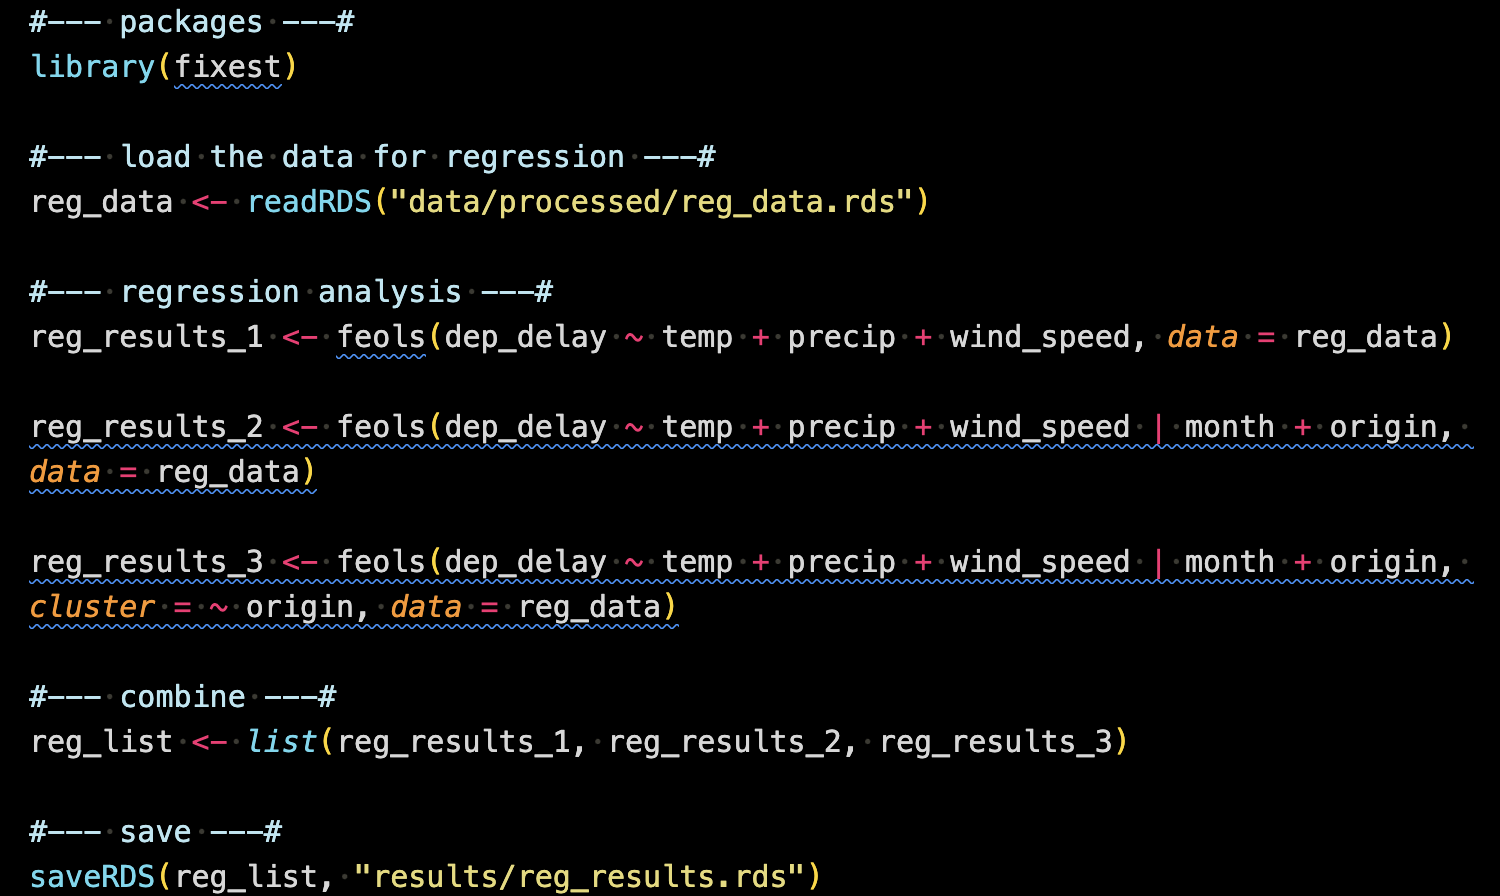 #--- packages ---#
library(fixest)
#--- load the data for regression ---#
reg_data <- readRDS("data/processed/reg_data.rds")
#--- regression analysis ---#
reg_results_1 <- feols(dep_delay ~ temp + precip + wind_speed, data = reg_data)
reg_results_2 <- feols(dep_delay ~ temp + precip + wind_speed | month + origin,
data = reg_data)
reg_results_3 <- feols(dep_delay ~ temp + precip + wind_speed | month + origin,
cluster = ~ origin, data = reg_data)
#--- combine ---#
reg_list <- list(reg_results_1, reg_results_2, reg_results_3)
#--- save ---#
saveRDS(reg_list, "results/reg_results.rds")